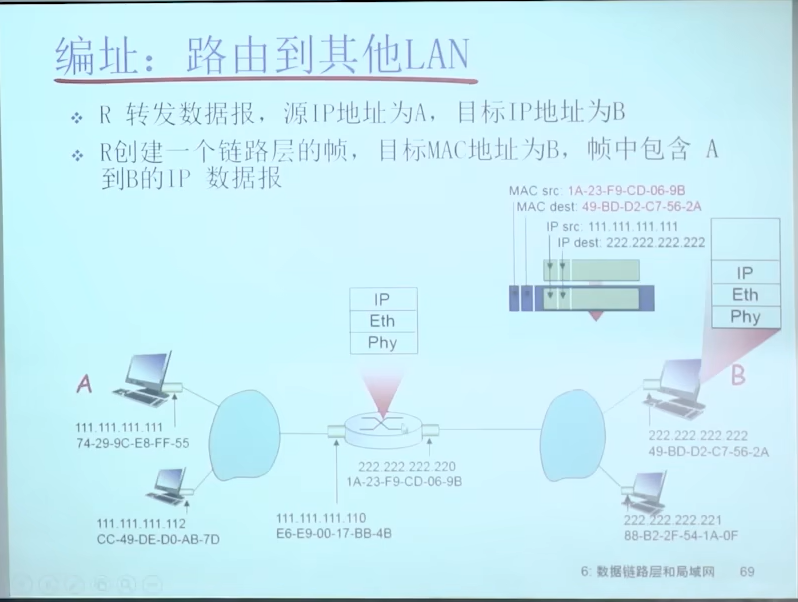 编址：路由到其他LAN
R 转发数据报，源IP地址为A，目标IP地址为B
R创建一个链路层的帧，目标MAC地址为B，帧中包含 A
到B的IP 数据报
MAC src: 1A-23-F9-CD-06-9B
MAC dest: 49-BD-D2-C7-56-2A
IP src: 111.111.111.111
IP dest: 222.222.222.222
IP
Eth
Phy
IP
Eth
Phy
A
B
111.111.111.111
74-29-9C-E8-FF-55
222.222.222.222
49-BD-D2-C7-56-2A
222.222.222.220
1A-23-F9-CD-06-9B
111.111.111.112
CC-49-DE-D0-AB-7D
111.111.111.110
E6-E9-00-17-BB-4B
222.222.222.221
88-B2-2F-54-1A-0F
6: 数据链路层和局域网 69